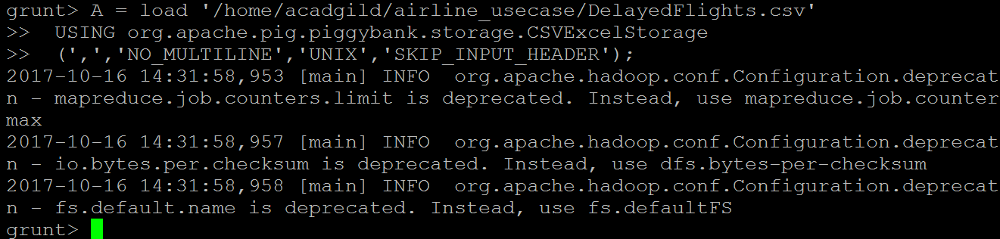 grunt> A = load '/home/acadgild/airline_usecase/DelayedFlights.csv'
>>  USING org.apache.pig.piggybank.storage.CSVExcelStorage
>>  (',','NO_MULTILINE','UNIX','SKIP_INPUT_HEADER');
2017-10-16 14:31:58,953 [main] INFO  org.apache.hadoop.conf.Configuration.deprecat
n - mapreduce.job.counters.limit is deprecated. Instead, use mapreduce.job.counter
max
2017-10-16 14:31:58,957 [main] INFO  org.apache.hadoop.conf.Configuration.deprecat
n - io.bytes.per.checksum is deprecated. Instead, use dfs.bytes-per-checksum
2017-10-16 14:31:58,958 [main] INFO  org.apache.hadoop.conf.Configuration.deprecat
n - fs.default.name is deprecated. Instead, use fs.defaultFS
grunt>